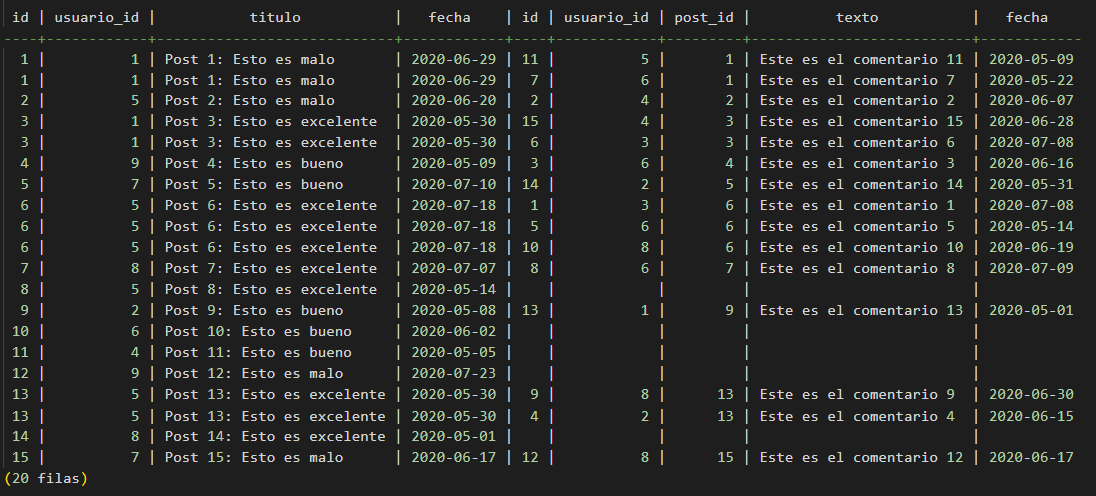 id | usuario_id |           titulo            |   fecha    | id | usuario_id | post_id |          texto           |   fecha
----+------------+-----------------------------+------------+----+------------+---------+--------------------------+------------
  1 |          1 | Post 1: Esto es malo        | 2020-06-29 | 11 |          5 |       1 | Este es el comentario 11 | 2020-05-09
  1 |          1 | Post 1: Esto es malo        | 2020-06-29 |  7 |          6 |       1 | Este es el comentario 7  | 2020-05-22
  2 |          5 | Post 2: Esto es malo        | 2020-06-20 |  2 |          4 |       2 | Este es el comentario 2  | 2020-06-07
  3 |          1 | Post 3: Esto es excelente   | 2020-05-30 | 15 |          4 |       3 | Este es el comentario 15 | 2020-06-28
  3 |          1 | Post 3: Esto es excelente   | 2020-05-30 |  6 |          3 |       3 | Este es el comentario 6  | 2020-07-08
  4 |          9 | Post 4: Esto es bueno       | 2020-05-09 |  3 |          6 |       4 | Este es el comentario 3  | 2020-06-16
  5 |          7 | Post 5: Esto es bueno       | 2020-07-10 | 14 |          2 |       5 | Este es el comentario 14 | 2020-05-31
  6 |          5 | Post 6: Esto es excelente   | 2020-07-18 |  1 |          3 |       6 | Este es el comentario 1  | 2020-07-08
  6 |          5 | Post 6: Esto es excelente   | 2020-07-18 |  5 |          6 |       6 | Este es el comentario 5  | 2020-05-14
  6 |          5 | Post 6: Esto es excelente   | 2020-07-18 | 10 |          8 |       6 | Este es el comentario 10 | 2020-06-19
  7 |          8 | Post 7: Esto es excelente   | 2020-07-07 |  8 |          6 |       7 | Este es el comentario 8  | 2020-07-09
  8 |          5 | Post 8: Esto es excelente   | 2020-05-14 |    |            |         |                          |
  9 |          2 | Post 9: Esto es bueno       | 2020-05-08 | 13 |          1 |       9 | Este es el comentario 13 | 2020-05-01
 10 |          6 | Post 10: Esto es bueno      | 2020-06-02 |    |            |         |                          |
 11 |          4 | Post 11: Esto es bueno      | 2020-05-05 |    |            |         |                          |
 12 |          9 | Post 12: Esto es malo       | 2020-07-23 |    |            |         |                          |
 13 |          5 | Post 13: Esto es excelente  | 2020-05-30 |  9 |          8 |      13 | Este es el comentario 9  | 2020-06-30
 13 |          5 | Post 13: Esto es excelente  | 2020-05-30 |  4 |          2 |      13 | Este es el comentario 4  | 2020-06-15
 14 |          8 | Post 14: Esto es excelente  | 2020-05-01 |    |            |         |                          |
 15 |          7 | Post 15: Esto es malo       | 2020-06-17 | 12 |          8 |      15 | Este es el comentario 12 | 2020-06-17
(20 filas)